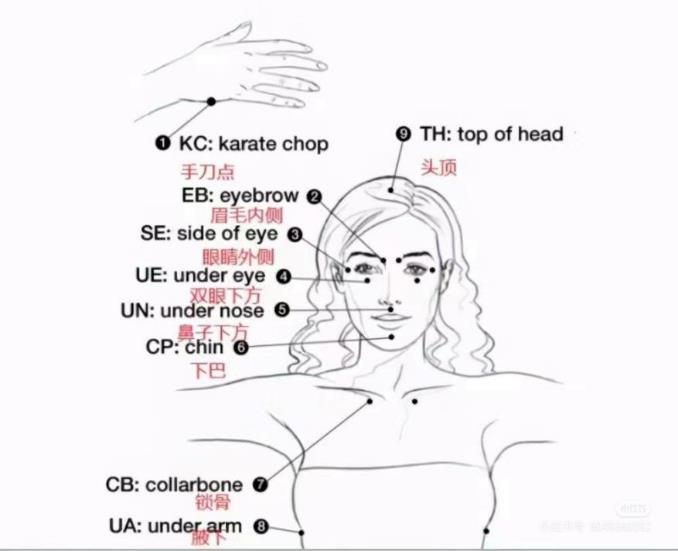 ❶ KC: karate chop
手刀点
❾ TH: top of head
头顶
EB: eyebrow ❷
眉毛内侧
SE: side of eye ❸
眼睛外侧
UE: under eye ❹
双眼下方
UN: under nose ❺
鼻子下方
CP: chin ❻
下巴
CB: collarbone ❼
锁骨
UA: under arm ❽
腋下
小红书